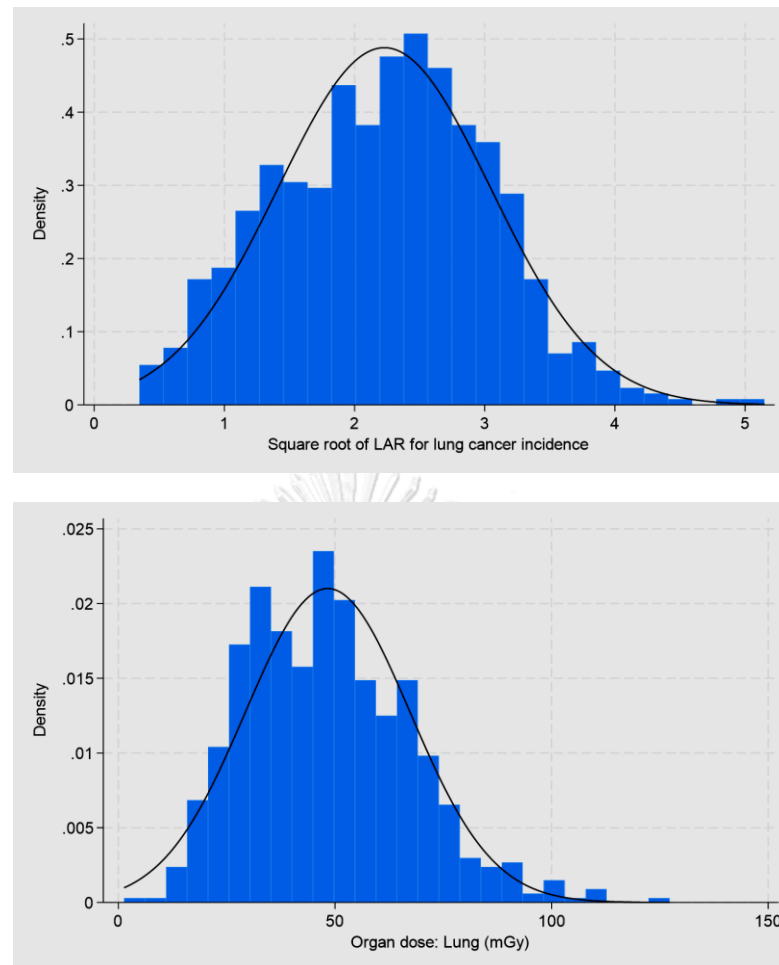 .5
.4
.3
.2
.1
0
Density
0 1 2 3 4 5
Square root of LAR for lung cancer incidence
.025
.02
.015
.01
.005
0
Density
0 50 100 150
Organ dose: Lung (mGy)